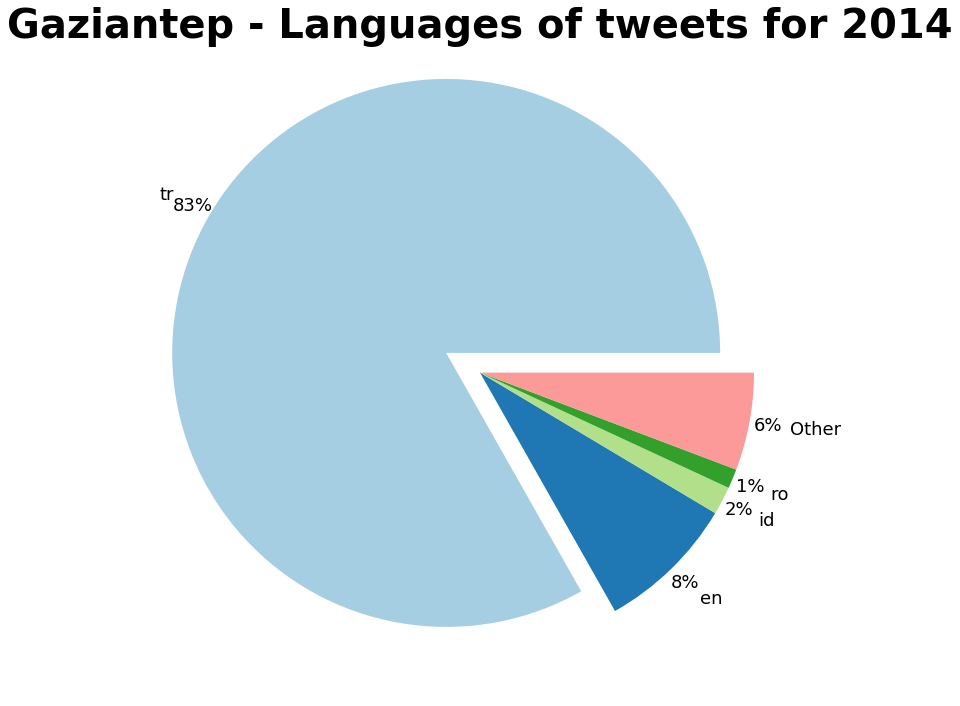 Gaziantep - Languages of tweets for 2014
tr
83%
6% Other
1% ro
2% id
8%
en